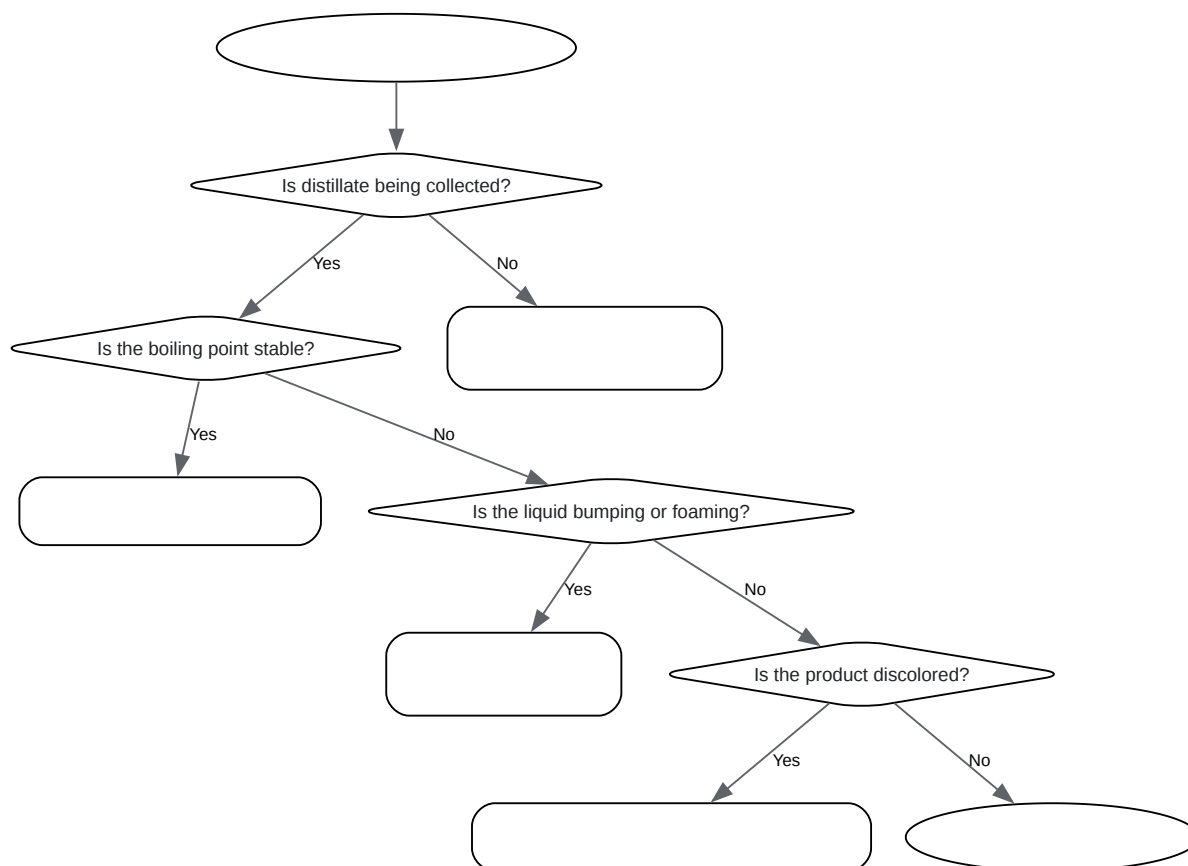 Is distillate being collected?
Yes
No
Is the boiling point stable?
Yes
No
Is the liquid bumping or foaming?
Yes
No
Is the product discolored?
Yes
No